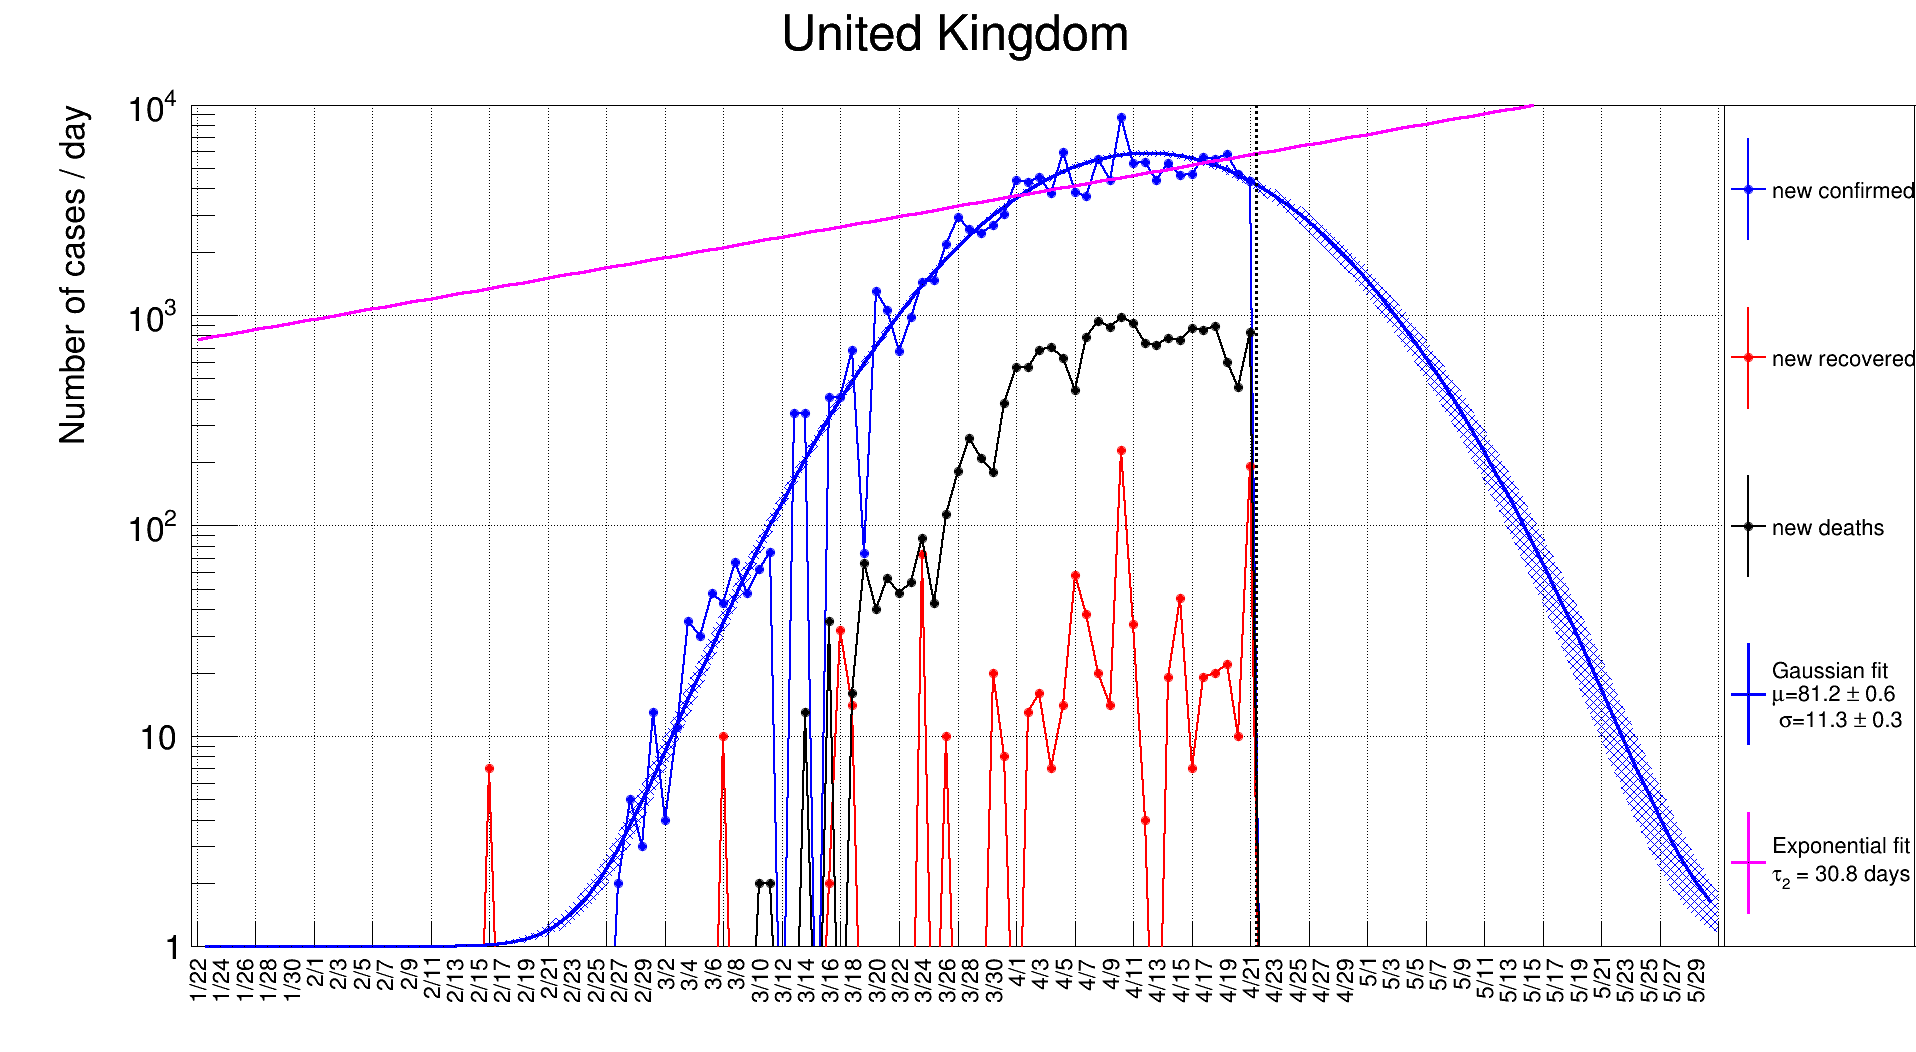 United Kingdom
Number of cases / day
10⁴
10³
10²
10
1
1/22 1/24 1/26 1/28 1/30 2/1 2/3 2/5 2/7 2/9 2/11 2/13 2/15 2/17 2/19 2/21 2/23 2/25 2/27 2/29 3/2 3/4 3/6 3/8 3/10 3/12 3/14 3/16 3/18 3/20 3/22 3/24 3/26 3/28 3/30 4/1 4/3 4/5 4/7 4/9 4/11 4/13 4/15 4/17 4/19 4/21 4/23 4/25 4/27 4/29 5/1 5/3 5/5 5/7 5/9 5/11 5/13 5/15 5/17 5/19 5/21 5/23 5/25 5/27 5/29
new confirmed
new recovered
new deaths
Gaussian fit
μ=81.2 ± 0.6
σ=11.3 ± 0.3
Exponential fit
τ₂ = 30.8 days